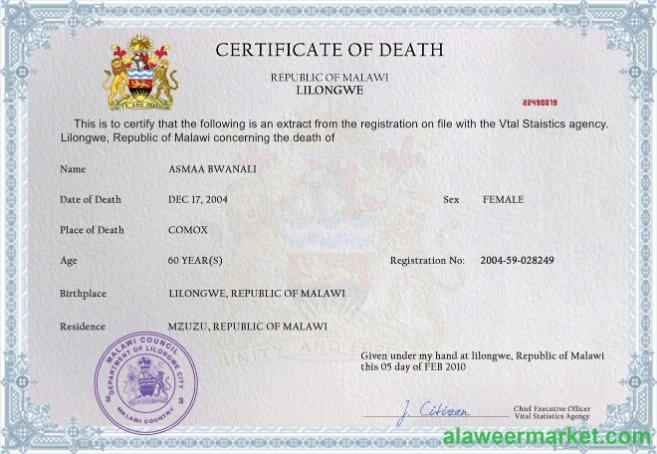 CERTIFICATE OF DEATH
REPUBLIC OF MALAWI
LILONGWE
22490019
This is to certify that the following is an extract from the registration on file with the Vtal Staistics agency.
Lilongwe, Republic of Malawi concerning the death of
Name ASMAA BWANALI
Date of Death DEC 17, 2004 Sex FEMALE
Place of Death COMOX
Age 60 YEAR(S) Registration No: 2004-59-028249
Birthplace LILONGWE, REPUBLIC OF MALAWI
Residence MZUZU, REPUBLIC OF MALAWI
UNITY AND FREEDOM
MALAWI COUNCIL
DEPARTMENT OF LILONGWE CITY
MALAWI COUNTRY
Given under my hand at lilongwe, Republic of Malawi
this 05 day of FEB 2010
J. Citizen
Chief Executive Officer
Vital Statistics Agency
alaweermarket.com